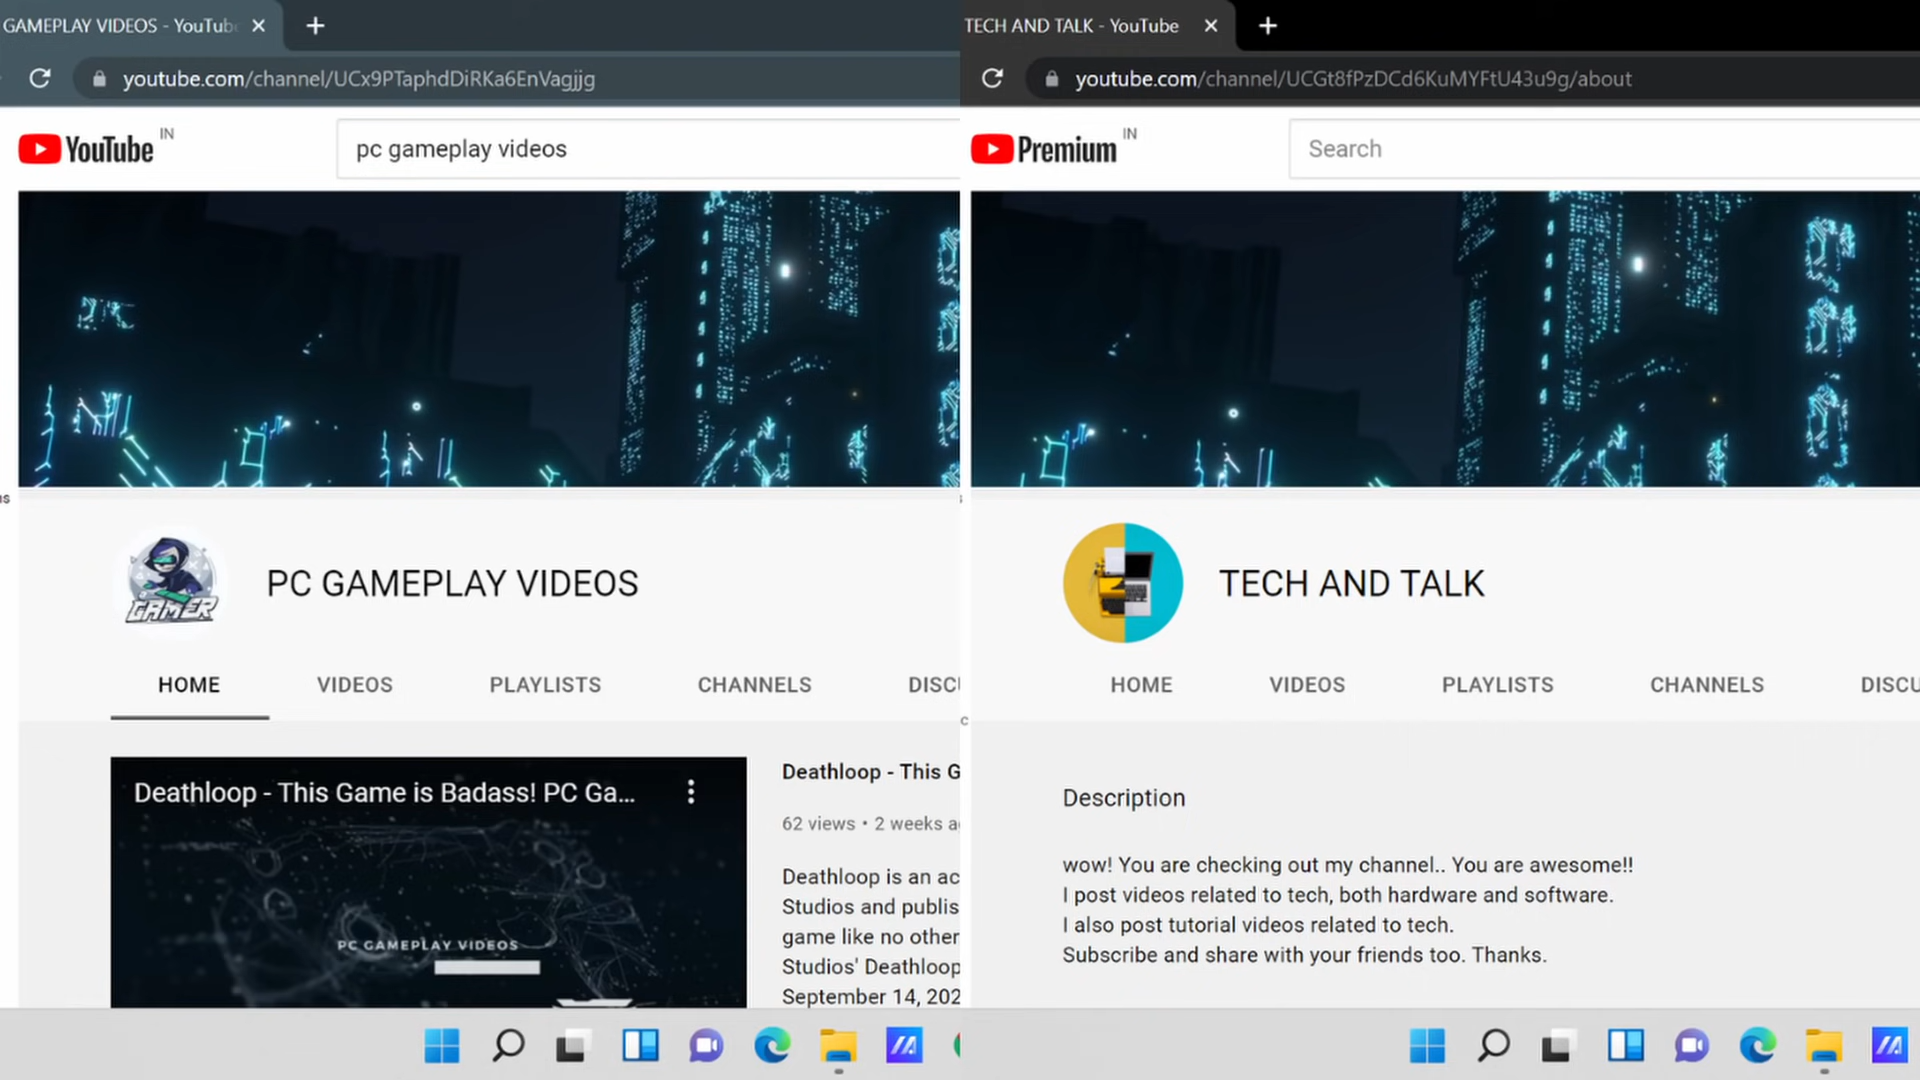 GAMEPLAY VIDEOS - YouTub
youtube.com/channel/UCx9PTaphdDiRKa6EnVagjjg
YouTube IN
pc gameplay videos
GAMER
PC GAMEPLAY VIDEOS
HOME VIDEOS PLAYLISTS CHANNELS DISCU
Deathloop - This Game is Badass! PC Ga...
PC GAMEPLAY VIDEOS
Deathloop - This G
62 views • 2 weeks a
Deathloop is an ac
Studios and publis
game like no other
Studios' Deathloop
September 14, 202
TECH AND TALK - YouTube
youtube.com/channel/UCGt8fPzDCd6KuMYFtU43u9g/about
Premium IN
Search
TECH AND TALK
HOME VIDEOS PLAYLISTS CHANNELS DISCU
Description
wow! You are checking out my channel.. You are awesome!!
I post videos related to tech, both hardware and software.
I also post tutorial videos related to tech.
Subscribe and share with your friends too. Thanks.